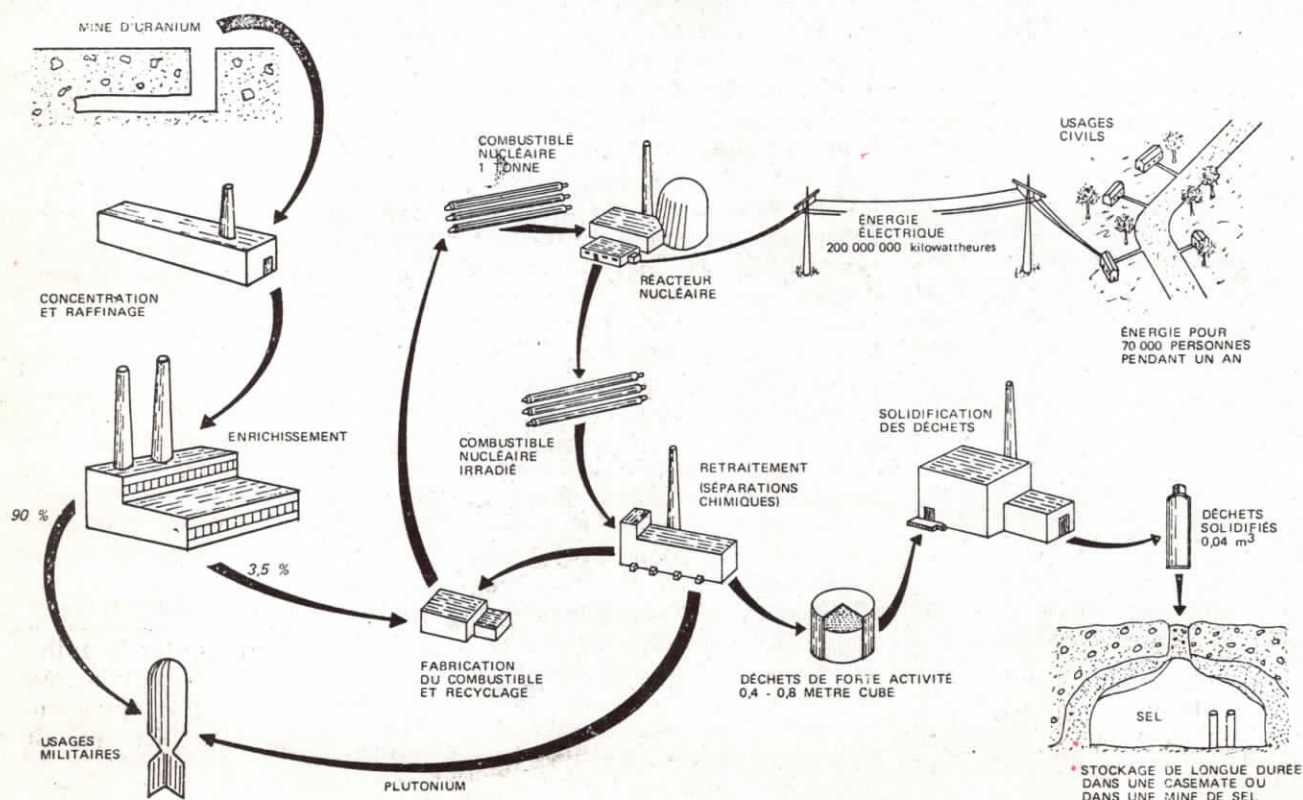 MINE D'URANIUM
COMBUSTIBLE
NUCLÉAIRE
1 TONNE
USAGES
CIVILS
ÉNERGIE
ÉLECTRIQUE
200 000 000 kilowattheures
RÉACTEUR
NUCLÉAIRE
CONCENTRATION
ET RAFFINAGE
ÉNERGIE POUR
70 000 PERSONNES
PENDANT UN AN
ENRICHISSEMENT
COMBUSTIBLE
NUCLÉAIRE
IRRADIÉ
RETRAITEMENT
(SÉPARATIONS
CHIMIQUES)
SOLIDIFICATION
DES DÉCHETS
90 %
3,5 %
DÉCHETS
SOLIDIFIÉS
0,04 m³
FABRICATION
DU COMBUSTIBLE
ET RECYCLAGE
DÉCHETS DE FORTE ACTIVITÉ
0,4 - 0,8 METRE CUBE
SEL
USAGES
MILITAIRES
PLUTONIUM
STOCKAGE DE LONGUE DURÉE
DANS UNE CASEMATE OU
DANS UNE MINE DE SEL